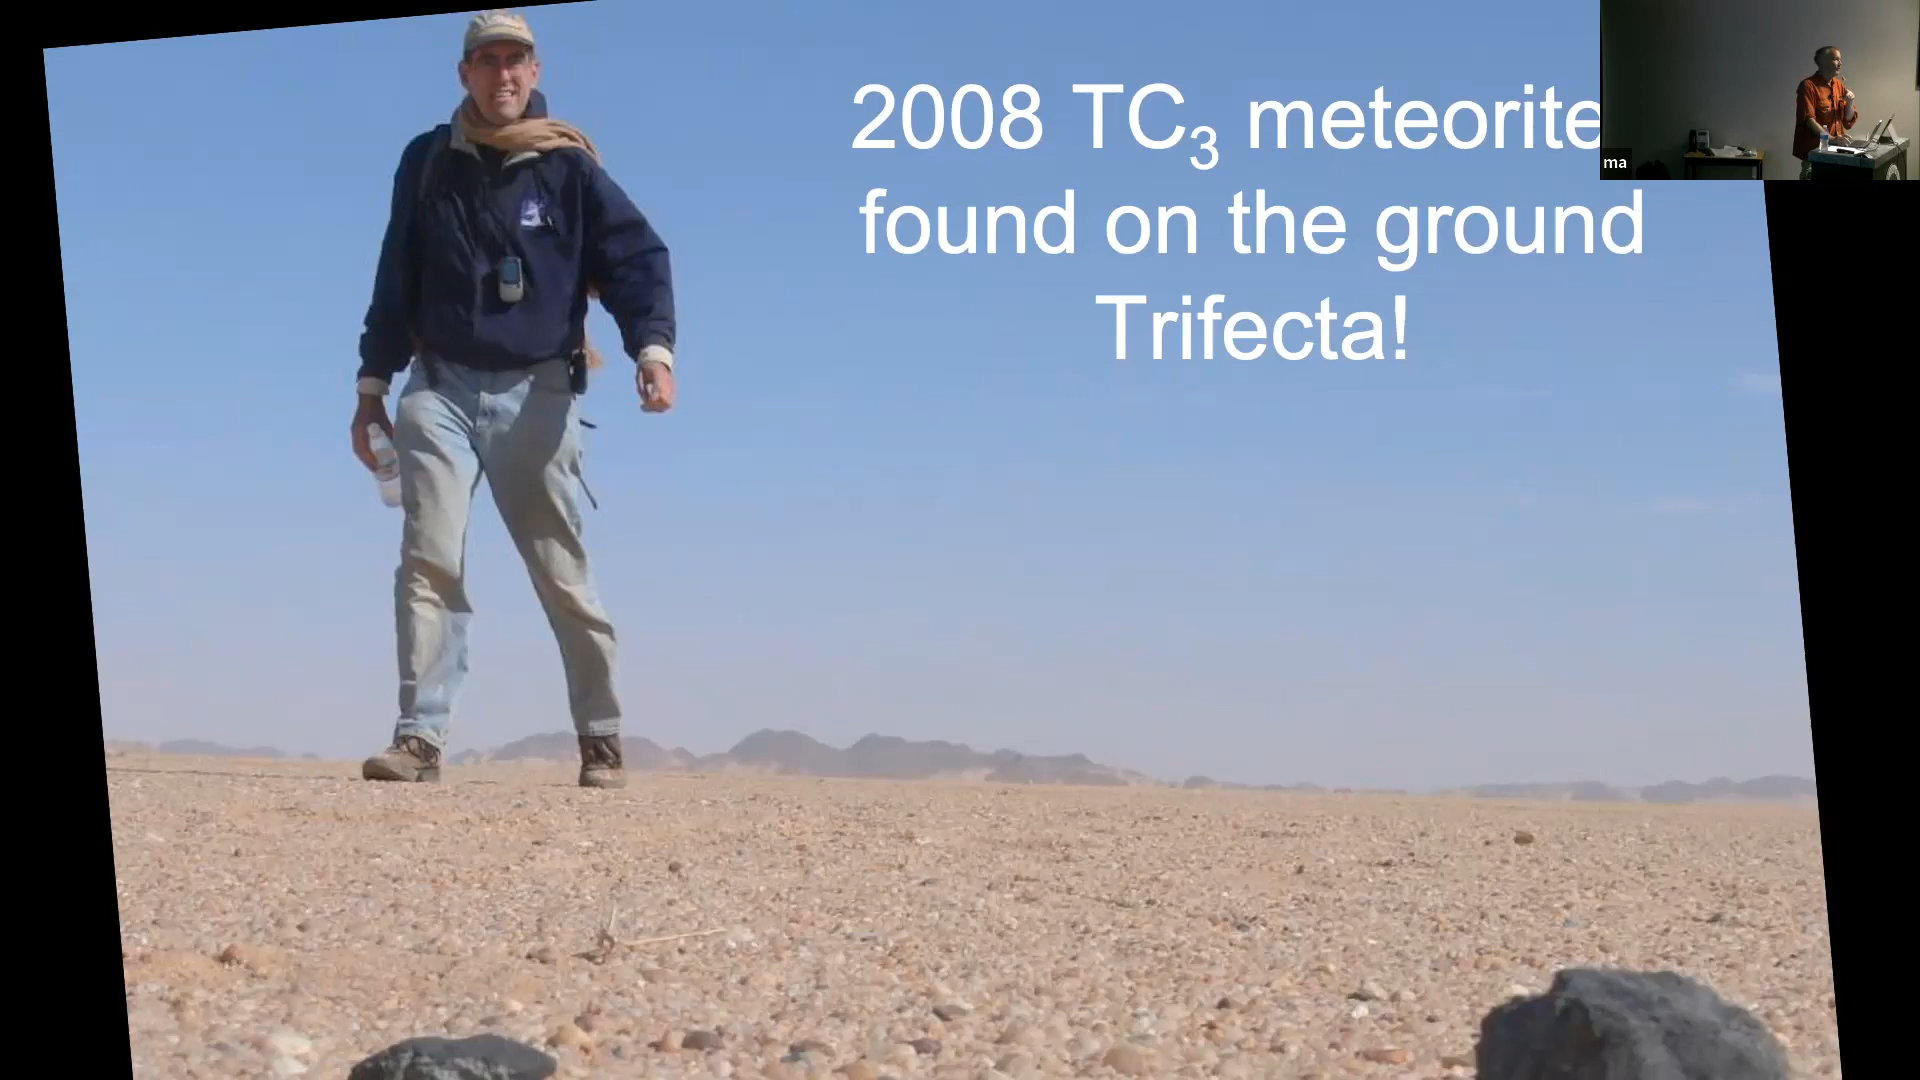 2008 TC₃ meteorite
found on the ground
Trifecta!
ma